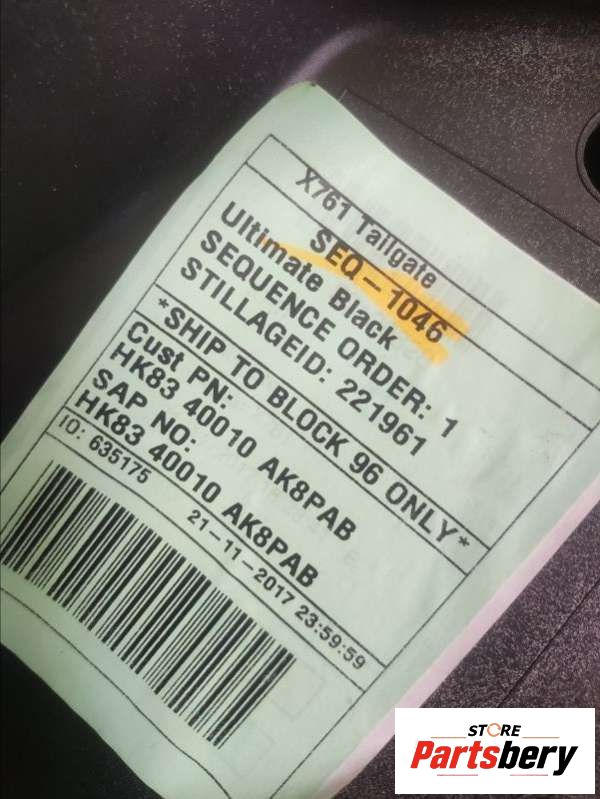 X761 Tailgate
SEQ-1046
Ultimate Black
SEQUENCE ORDER: 1
STILLAGEID: 221961
*SHIP TO BLOCK 96 ONLY*
Cust PN:
HK83 40010 AK8PAB
SAP NO:
HK83 40010 AK8PAB
IO: 635175
21-11-2017 23:59:59
STORE
Partsbery